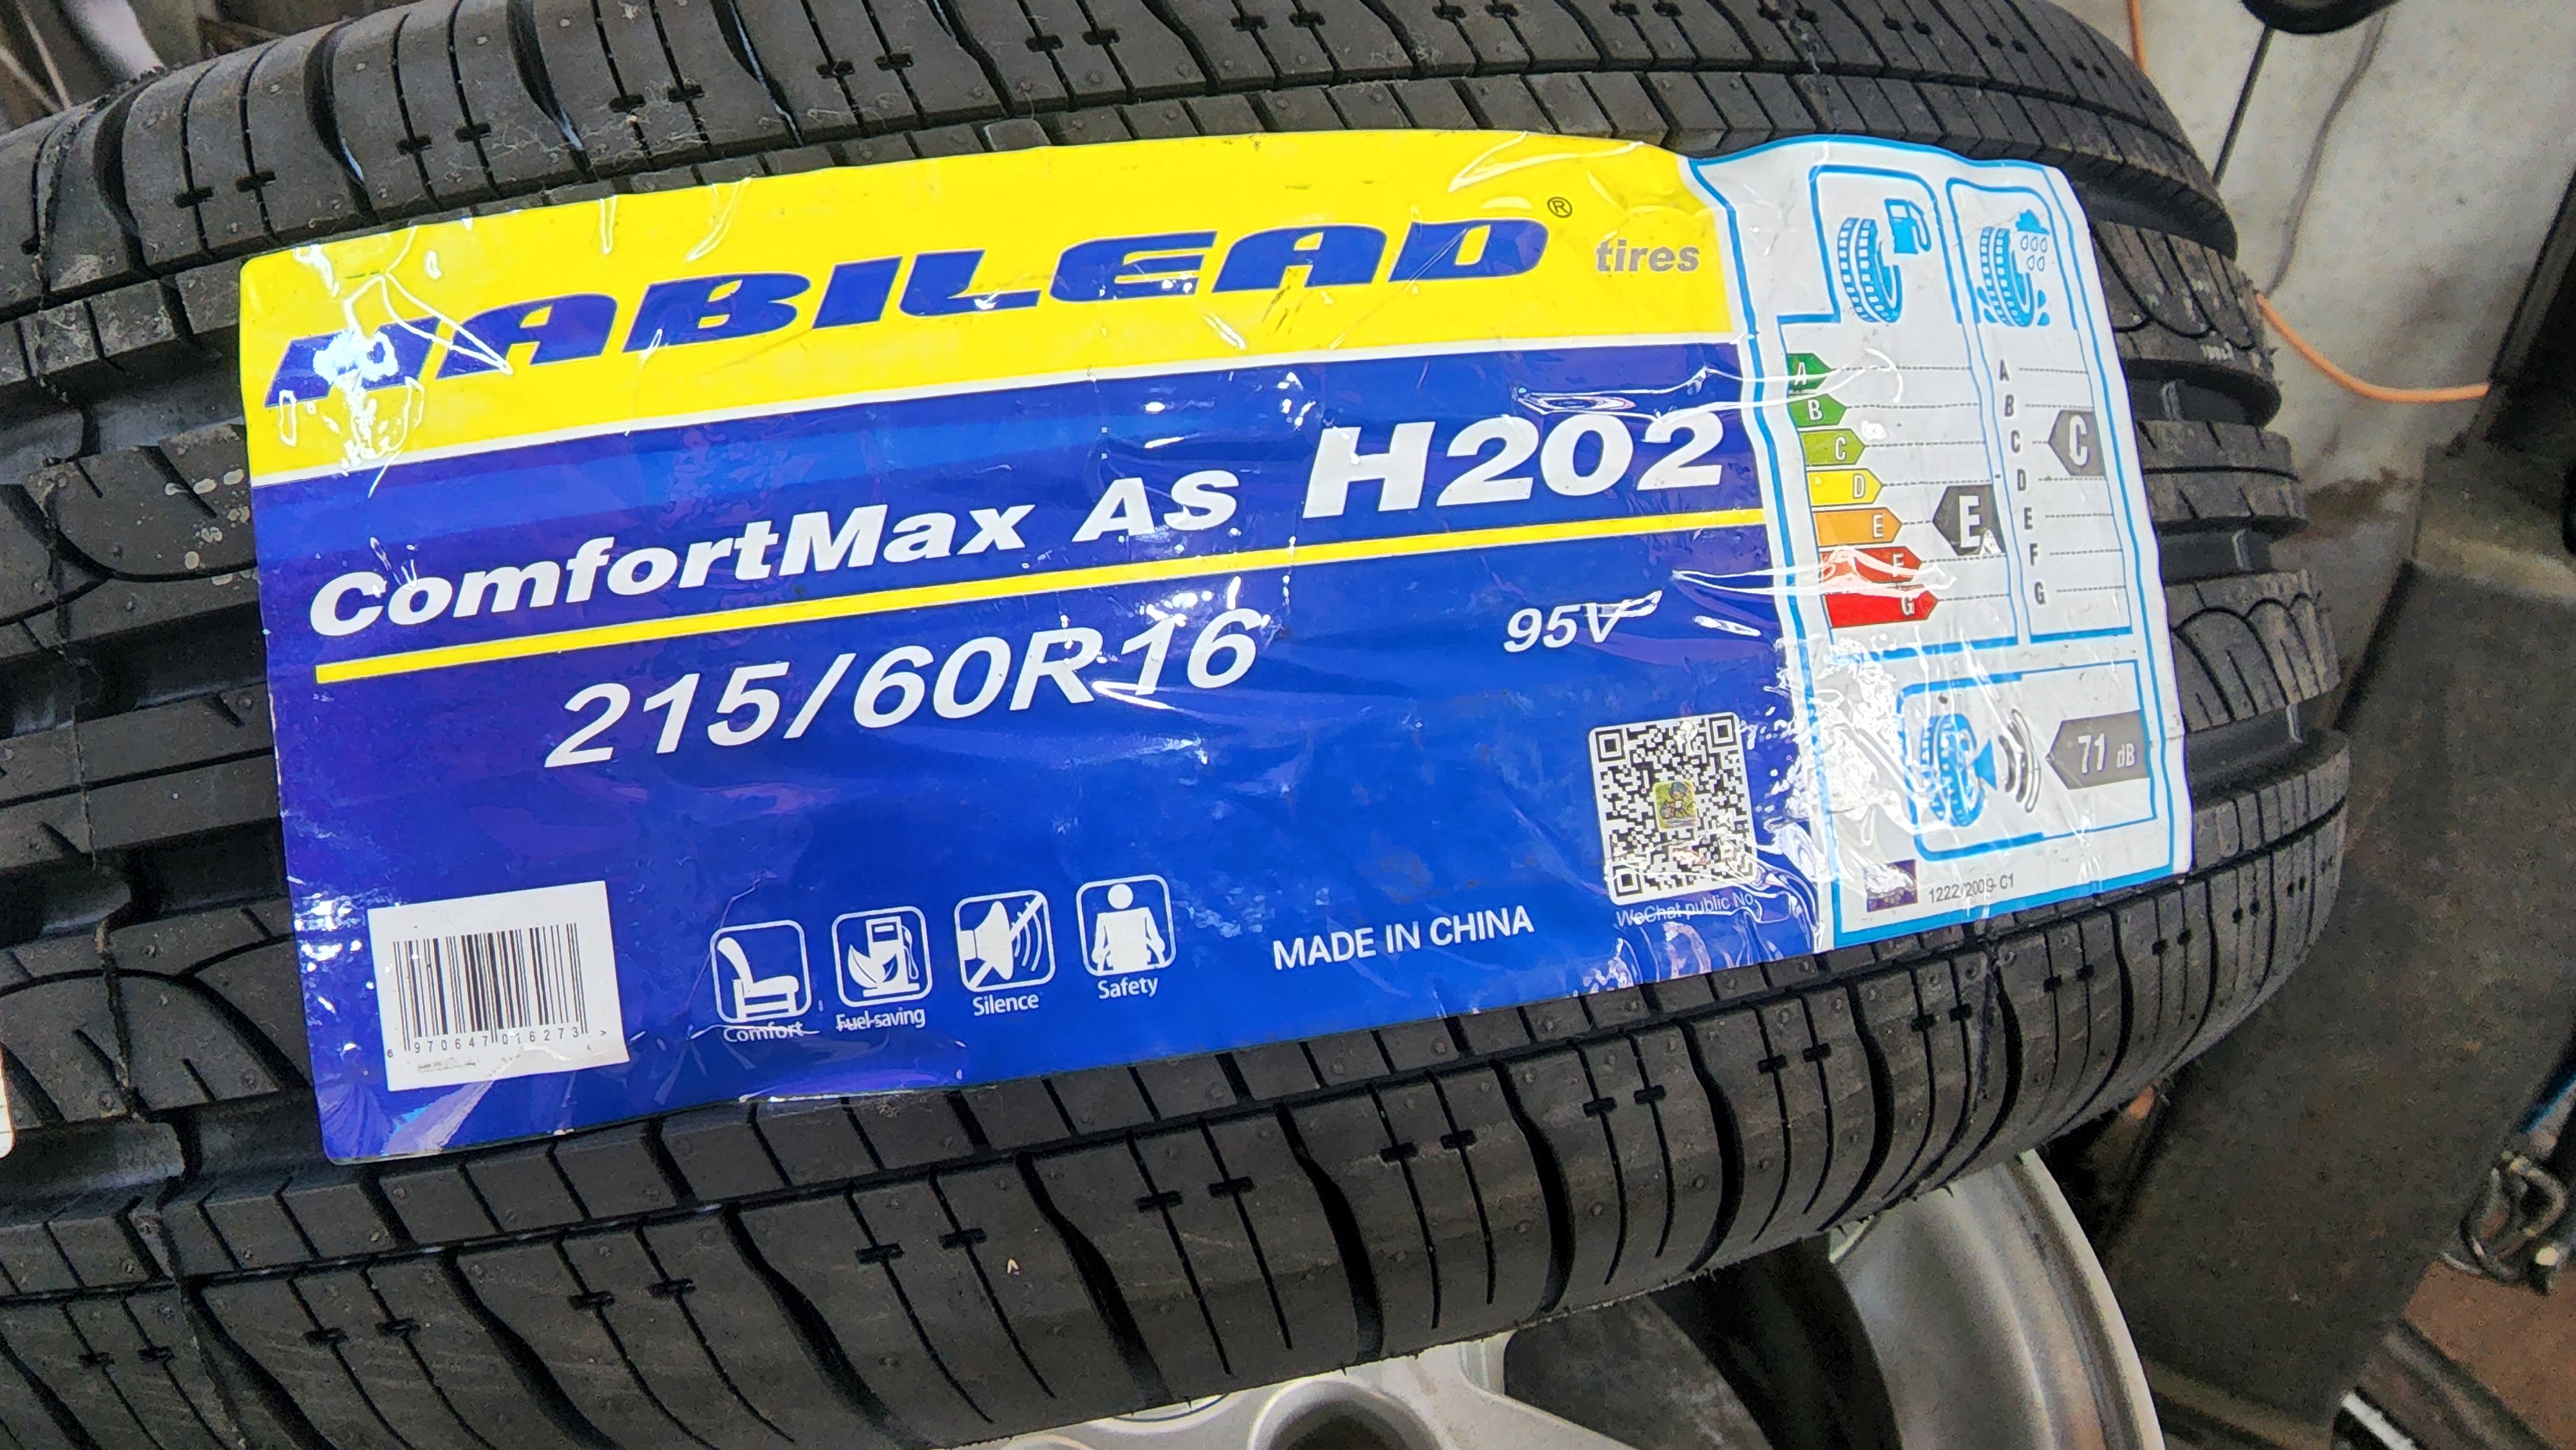 HABILEAD® tires
ComfortMax AS H202
215/60R16 95V
6 970647 016273 >
Comfort
Fuel-saving
Silence
Safety
MADE IN CHINA
WeChat public No
A
B
C
D
E
F
G
E
A
B
C
D
E
F
G
C
71 dB
1222/2009-C1